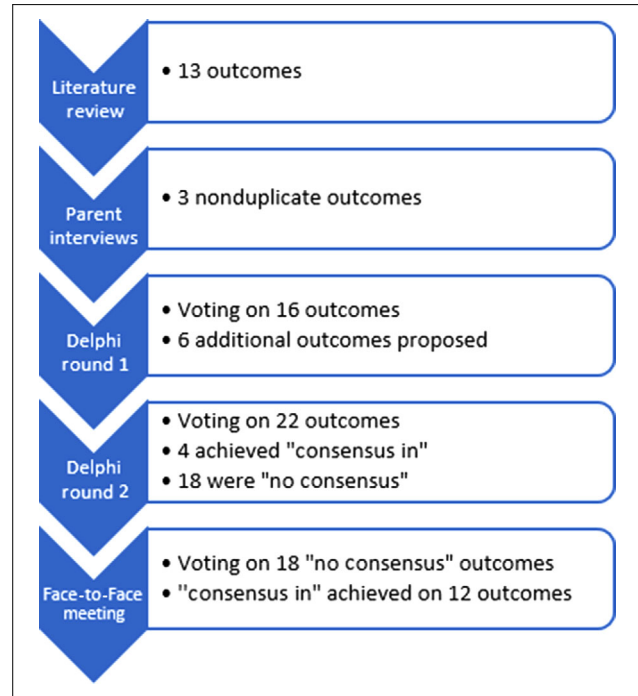 Literature
review
• 13 outcomes
Parent
interviews
• 3 nonduplicate outcomes
Delphi
round 1
• Voting on 16 outcomes
• 6 additional outcomes proposed
Delphi
round 2
• Voting on 22 outcomes
• 4 achieved "consensus in"
• 18 were "no consensus"
Face-to-Face
meeting
• Voting on 18 "no consensus" outcomes
• "consensus in" achieved on 12 outcomes